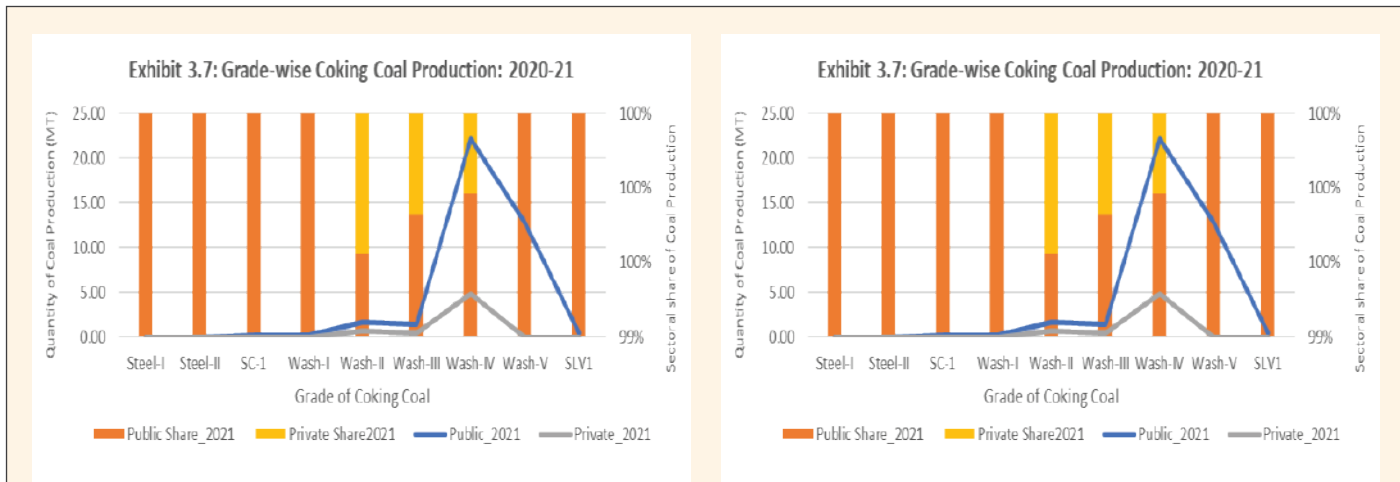 Exhibit 3.7: Grade-wise Coking Coal Production: 2020-21
Quantity of Coal Production (MT)
25.00
20.00
15.00
10.00
5.00
0.00
100%
100%
100%
99%
Sectoral share of Coal Production
Steel-I Steel-II SC-1 Wash-I Wash-II Wash-III Wash-IV Wash-V SLV1
Grade of Coking Coal
Public Share_2021 Private Share2021 Public_2021 Private_2021
Exhibit 3.7: Grade-wise Coking Coal Production: 2020-21
Quantity of Coal Production (MT)
25.00
20.00
15.00
10.00
5.00
0.00
100%
100%
100%
99%
Sectoral share of Coal Production
Steel-I Steel-II SC-1 Wash-I Wash-II Wash-III Wash-IV Wash-V SLV1
Grade of Coking Coal
Public Share_2021 Private Share2021 Public_2021 Private_2021